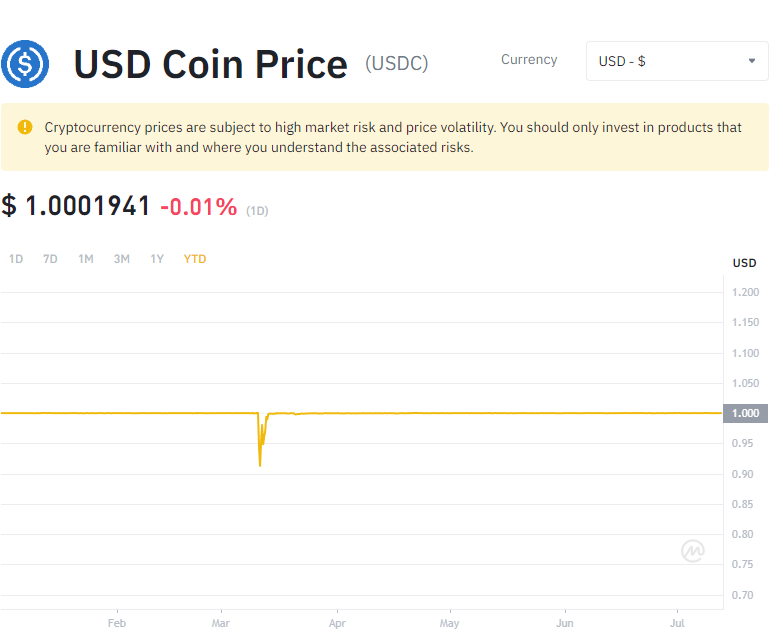 USD Coin Price (USDC)
Currency
USD - $
Cryptocurrency prices are subject to high market risk and price volatility. You should only invest in products that
you are familiar with and where you understand the associated risks.
$ 1.0001941 -0.01% (1D)
1D 7D 1M 3M 1Y YTD
USD
1.200
1.150
1.100
1.050
1.000
0.95
0.90
0.85
0.80
0.75
0.70
Feb Mar Apr May Jun Jul